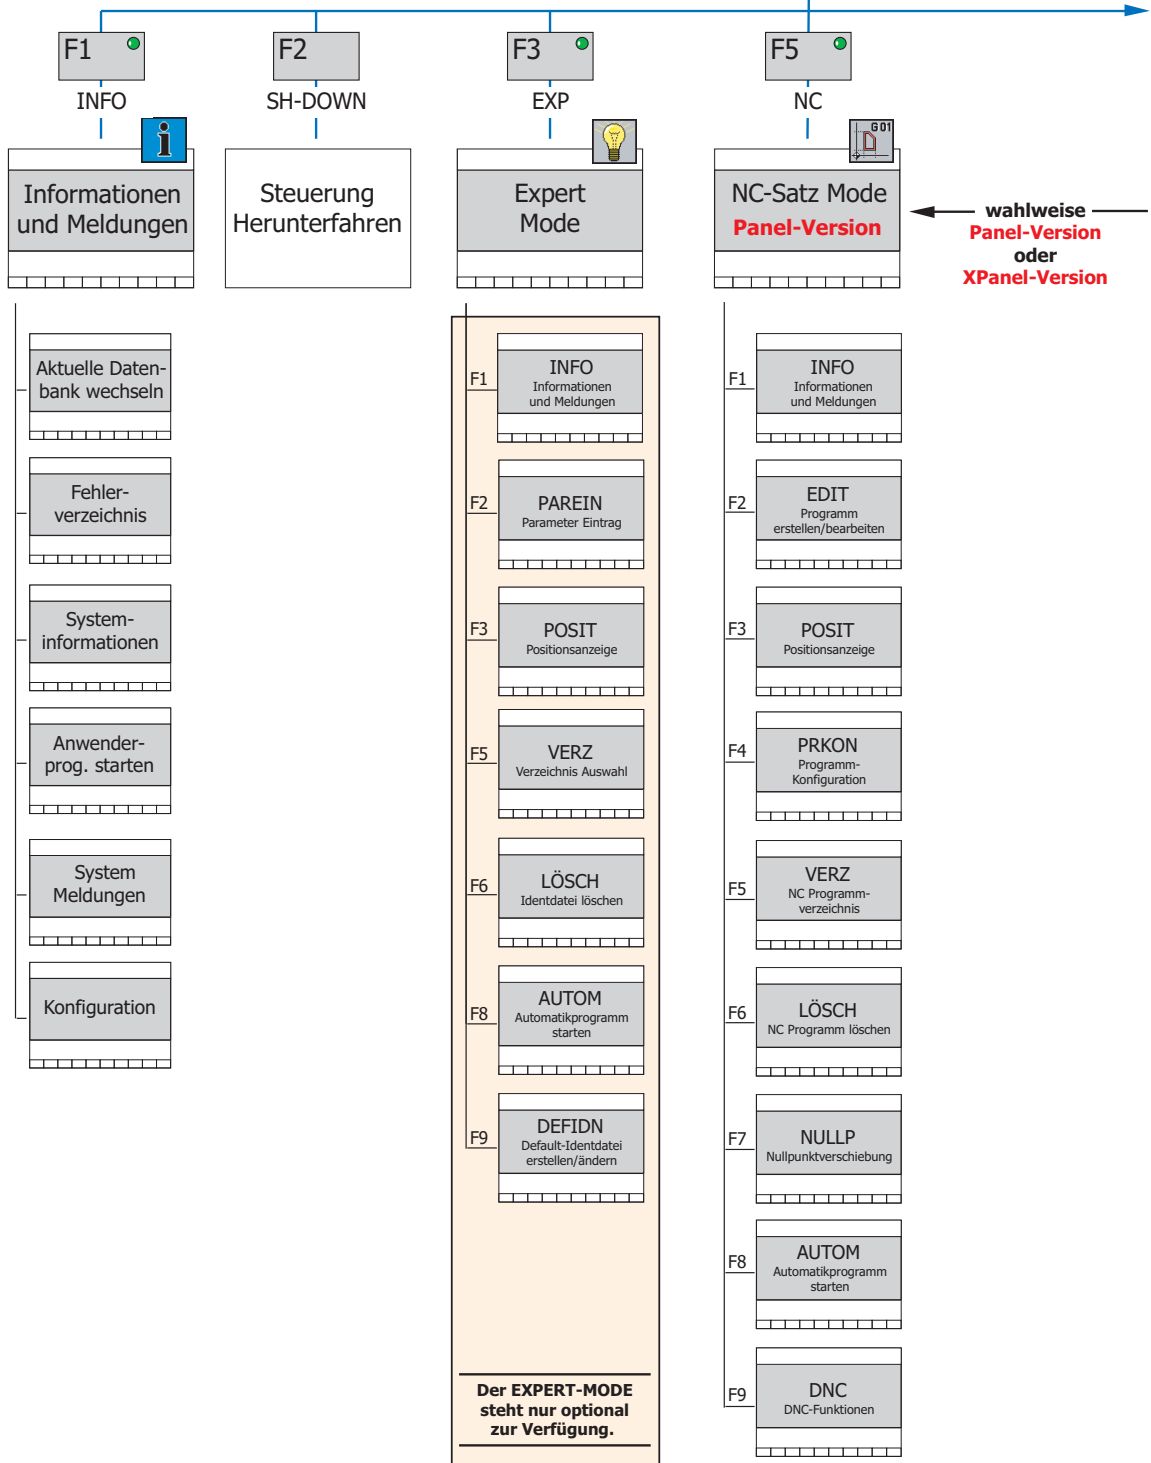 F1
INFO
Informationen
und Meldungen
F2
SH-DOWN
Steuerung
Herunterfahren
F3
EXP
Expert
Mode
F5
NC
G 01
NC-Satz Mode
Panel-Version
wahlweise
Panel-Version
oder
XPanel-Version
Aktuelle Daten-
bank wechseln
Fehler-
verzeichnis
System-
informationen
Anwender-
prog. starten
System
Meldungen
Konfiguration
F1
INFO
Informationen
und Meldungen
F2
PAREIN
Parameter Eintrag
F3
POSIT
Positionsanzeige
F5
VERZ
Verzeichnis Auswahl
F6
LÖSCH
Identdatei löschen
F8
AUTOM
Automatikprogramm
starten
F9
DEFIDN
Default-Identdatei
erstellen/ändern
Der EXPERT-MODE
steht nur optional
zur Verfügung.
F1
INFO
Informationen
und Meldungen
F2
EDIT
Programm
erstellen/bearbeiten
F3
POSIT
Positionsanzeige
F4
PRKON
Programm-
Konfiguration
F5
VERZ
NC Programm-
verzeichnis
F6
LÖSCH
NC Programm löschen
F7
NULLP
Nullpunktverschiebung
F8
AUTOM
Automatikprogramm
starten
F9
DNC
DNC-Funktionen